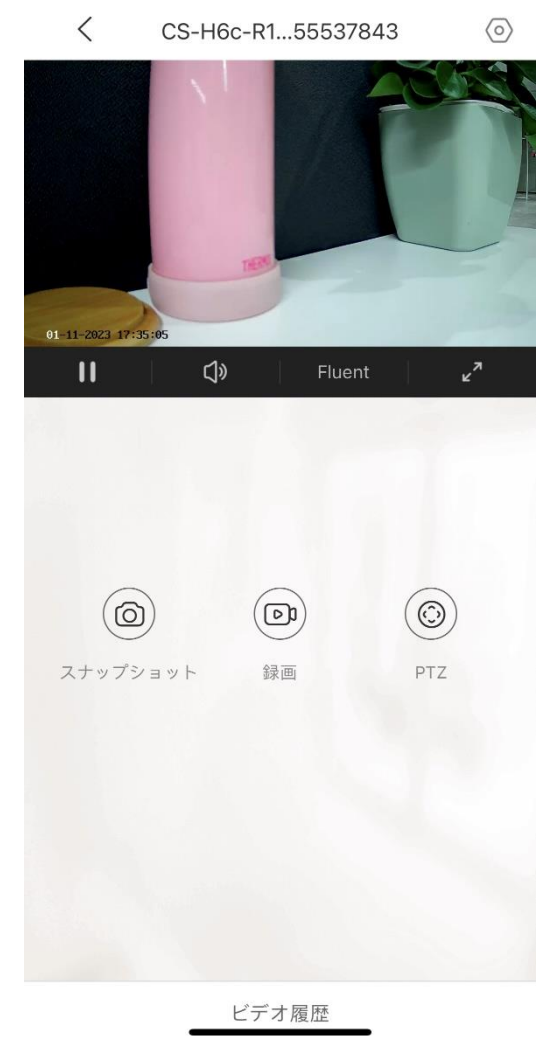 CS-H6c-R1...55537843
THERMO
01-11-2023 17:35:05
Fluent
スナップショット
録画
PTZ
ビデオ履歴